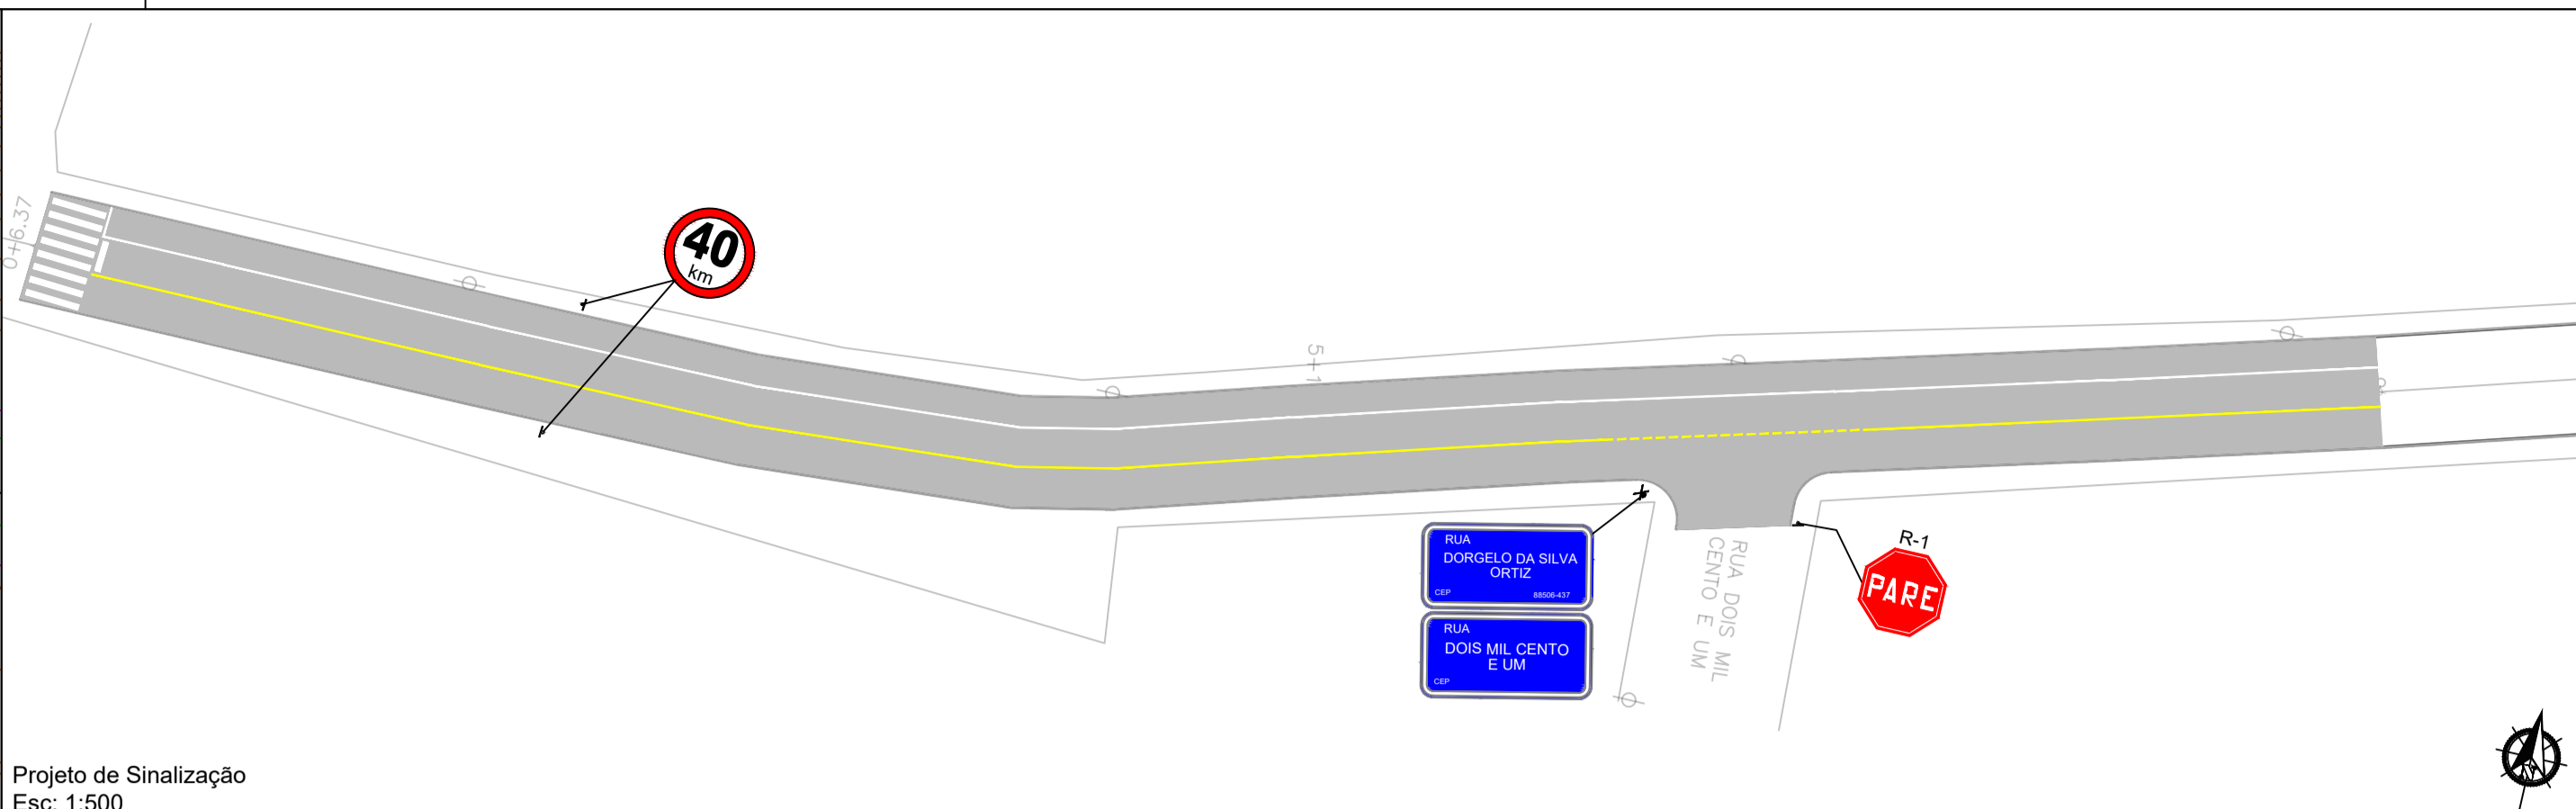 0+6.37
40
km
5+1
RUA
DORGELO DA SILVA
ORTIZ
CEP 88506-437
RUA
DOIS MIL CENTO
E UM
CEP
RUA DOIS MIL
CENTO E UM
R-1
PARE
Projeto de Sinalização
Esc: 1:500